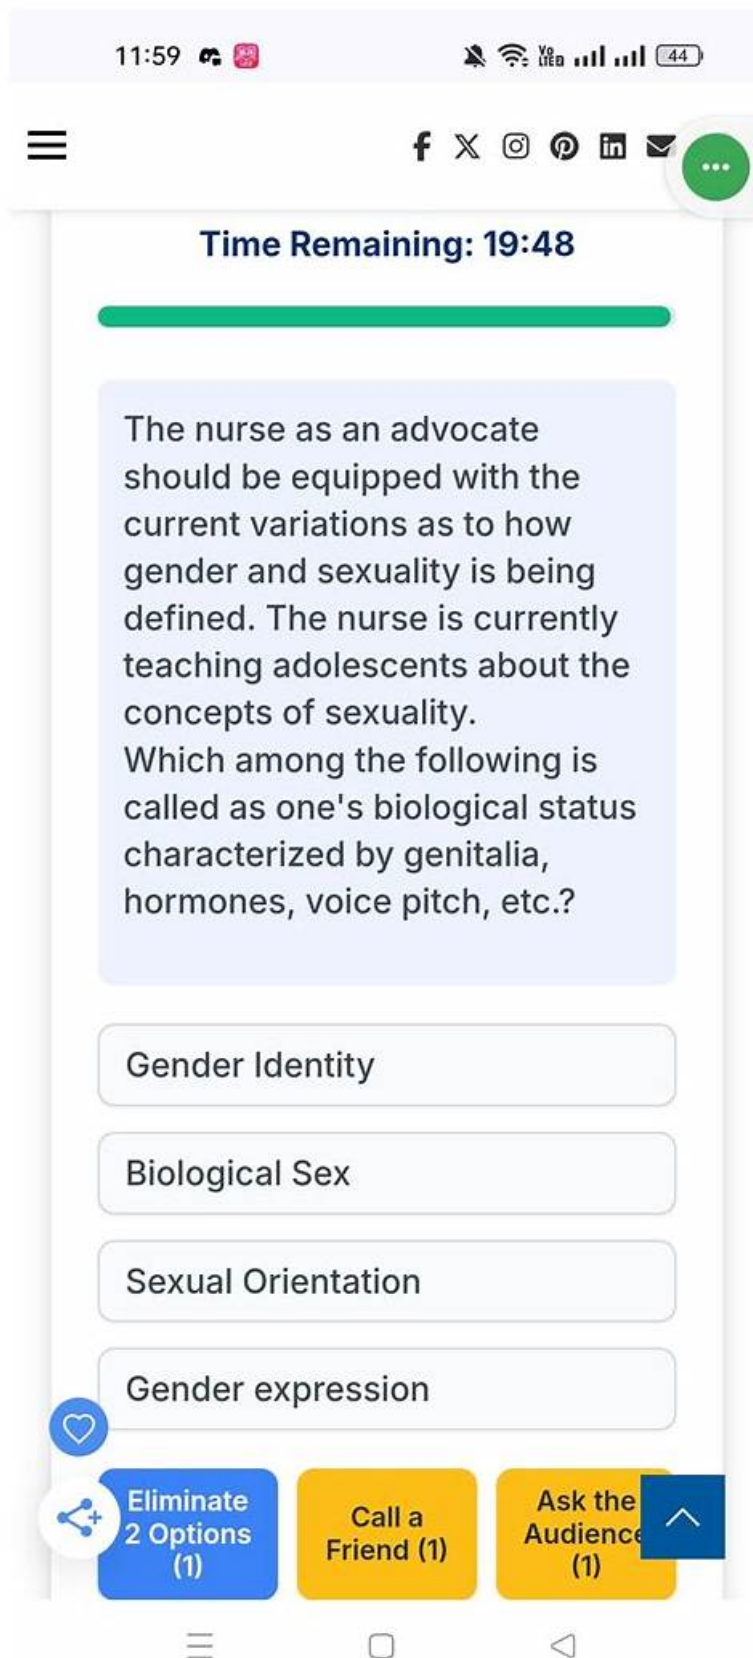 11:59
Vo
LTE2
44
Time Remaining: 19:48
The nurse as an advocate
should be equipped with the
current variations as to how
gender and sexuality is being
defined. The nurse is currently
teaching adolescents about the
concepts of sexuality.
Which among the following is
called as one's biological status
characterized by genitalia,
hormones, voice pitch, etc.?
Gender Identity
Biological Sex
Sexual Orientation
Gender expression
Eliminate
2 Options
(1)
Call a
Friend (1)
Ask the
Audience
(1)